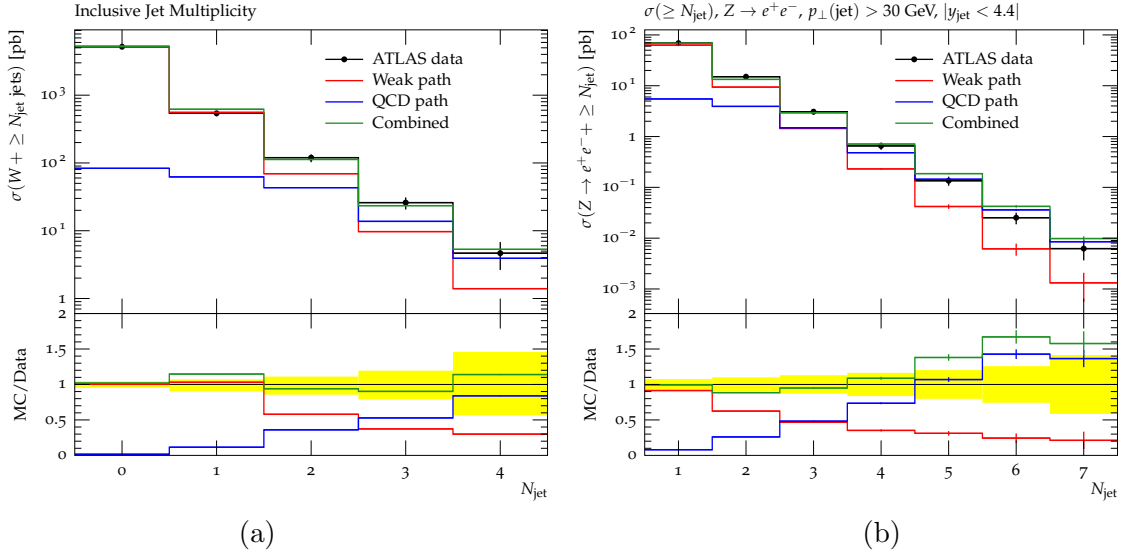 Inclusive Jet Multiplicity
σ(W + ≥ N_jet jets) [pb]
10^3
10^2
10^1
1
ATLAS data
Weak path
QCD path
Combined
MC/Data
2
1.5
1
0.5
0
0 1 2 3 4
N_jet
(a)
σ(≥ N_jet), Z → e^+e^−, p_⊥(jet) > 30 GeV, |y_jet < 4.4|
σ(Z → e^+e^− + ≥ N_jet) [pb]
10^2
10^1
1
10^−1
10^−2
10^−3
ATLAS data
Weak path
QCD path
Combined
MC/Data
2
1.5
1
0.5
0
1 2 3 4 5 6 7
N_jet
(b)